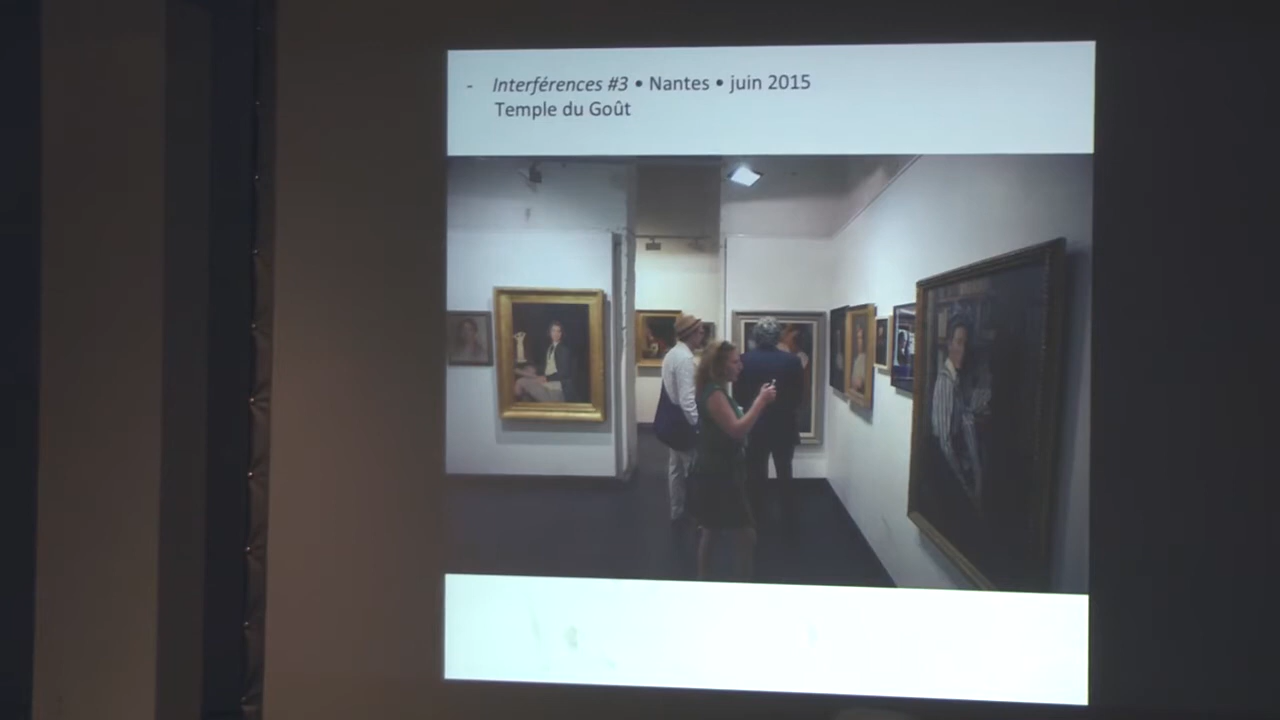 - Interférences #3 • Nantes • juin 2015
Temple du Goût